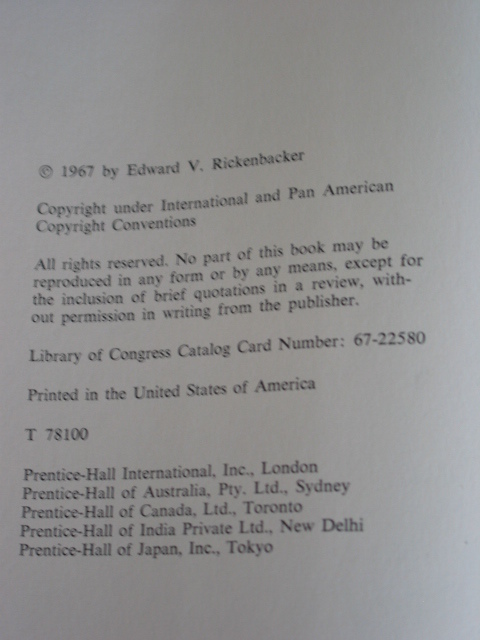 © 1967 by Edward V. Rickenbacker
Copyright under International and Pan American
Copyright Conventions
All rights reserved. No part of this book may be
reproduced in any form or by any means, except for
the inclusion of brief quotations in a review, with-
out permission in writing from the publisher.
Library of Congress Catalog Card Number: 67-22580
Printed in the United States of America
T 78100
Prentice-Hall International, Inc., London
Prentice-Hall of Australia, Pty. Ltd., Sydney
Prentice-Hall of Canada, Ltd., Toronto
Prentice-Hall of India Private Ltd., New Delhi
Prentice-Hall of Japan, Inc., Tokyo